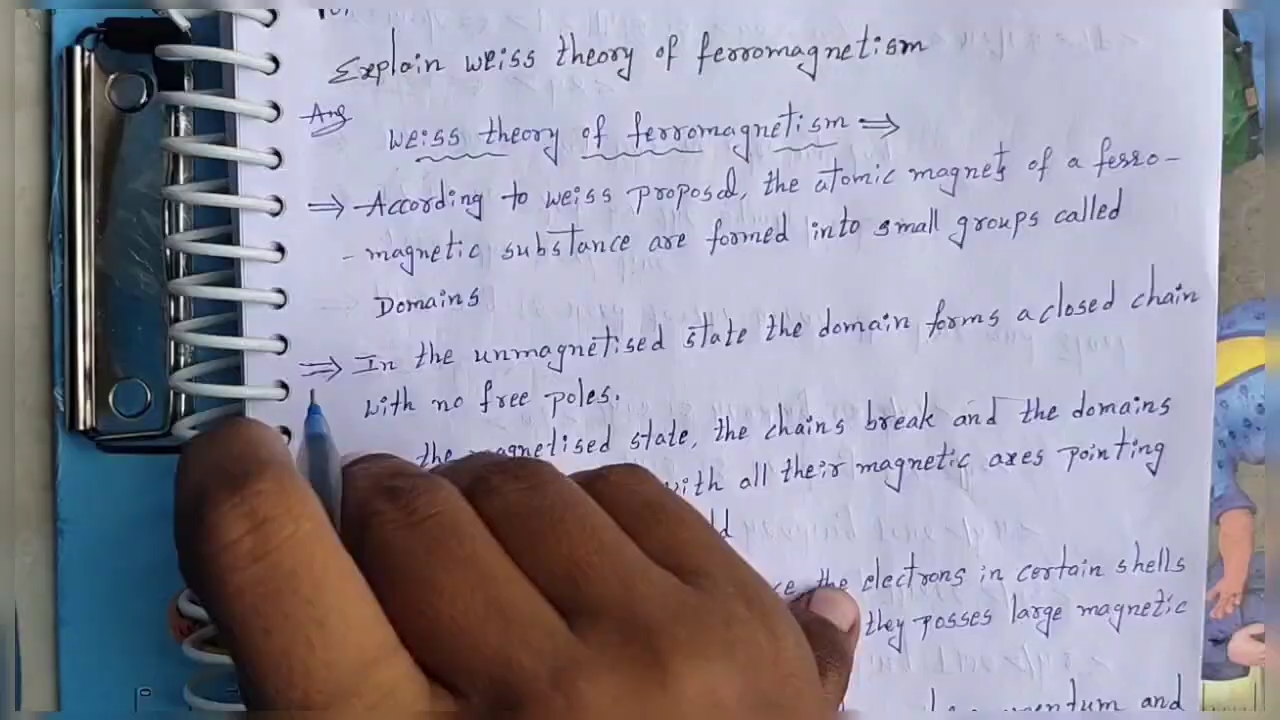 Explain weiss theory of ferromagnetism
Ans
weiss theory of ferromagnetism ⇒
⇒ According to weiss proposal, the atomic magnets of a ferro-
- magnetic substance are formed into small groups called
Domains
⇒ In the unmagnetised state the domain forms a closed chain
with no free poles.
the magnetised state, the chains break and the domains
with all their magnetic axes pointing
the electrons in certain shells
they posses large magnetic
and